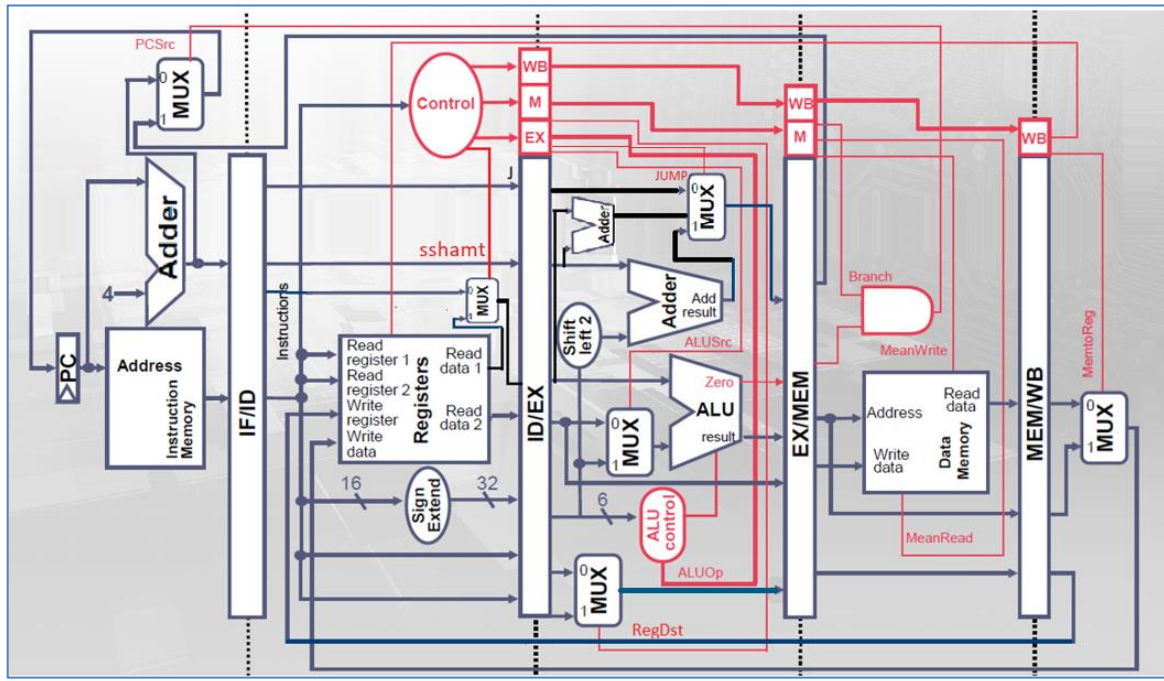 PCSrc
0
MUX
1
Adder
4
>PC
Address
Instruction
Memory
IF/ID
Instructions
Control
WB
M
EX
J
sshamt
0
MUX
1
Read
register 1
Read
register 2
Write
register
Write
data
Registers
Read
data 1
Read
data 2
16
Sign
Extend
32
ID/EX
JUMP
0
MUX
1
Adder
Adder
Add
result
Shift
left 2
ALUSrc
Zero
ALU
result
0
MUX
1
6
ALU
control
ALUOp
0
MUX
1
RegDst
WB
M
EX/MEM
Branch
MeanWrite
Address
Read
data
Write
data
Data
Memory
MeanRead
WB
MEM/WB
MemtoReg
0
MUX
1